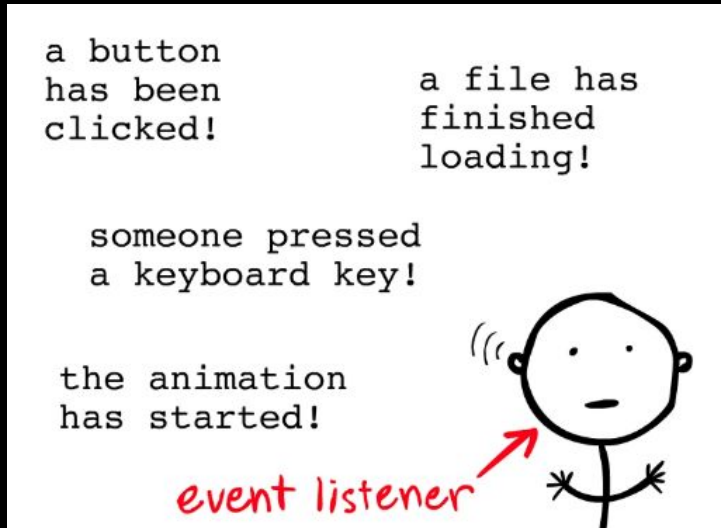 a button
has been
clicked!
a file has
finished
loading!
someone pressed
a keyboard key!
the animation
has started!
event listener